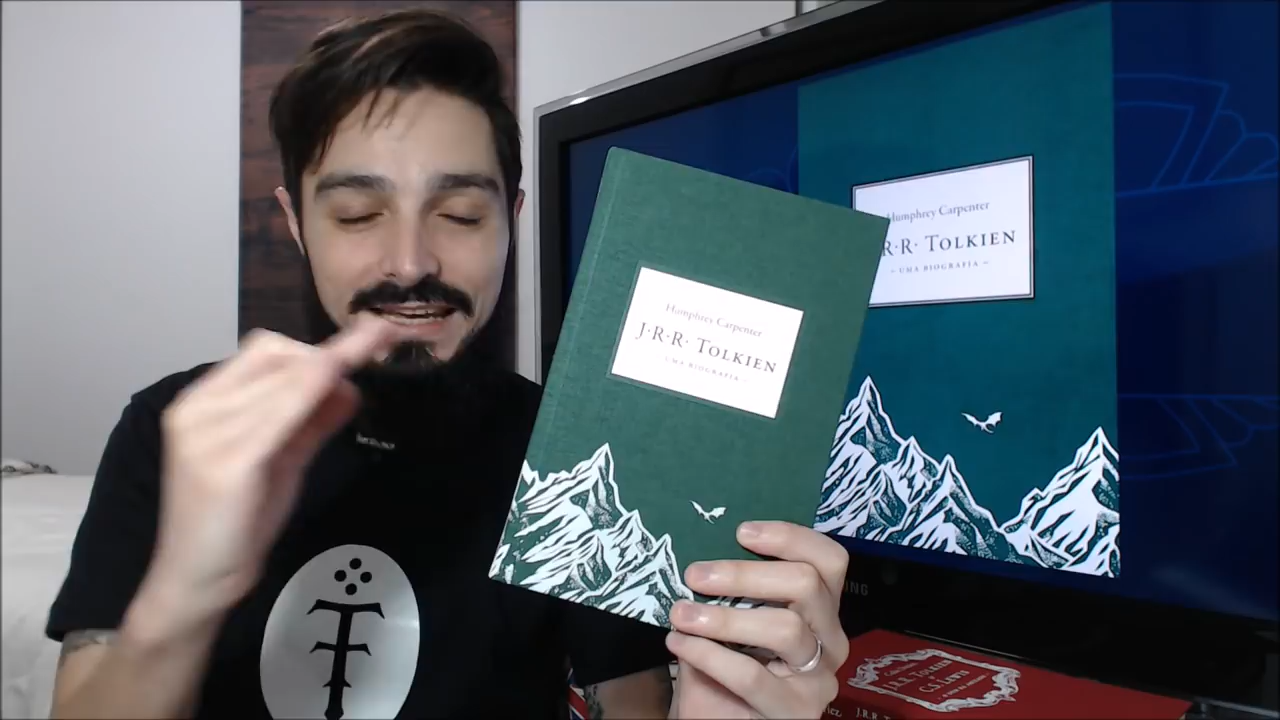 Humphrey Carpenter
J·R·R· TOLKIEN
~ UMA BIOGRAFIA ~
Humphrey Carpenter
R·R· TOLKIEN
~ UMA BIOGRAFIA ~
J.R.R. TOLKIEN
C.S. LEWIS
J.R.R. T